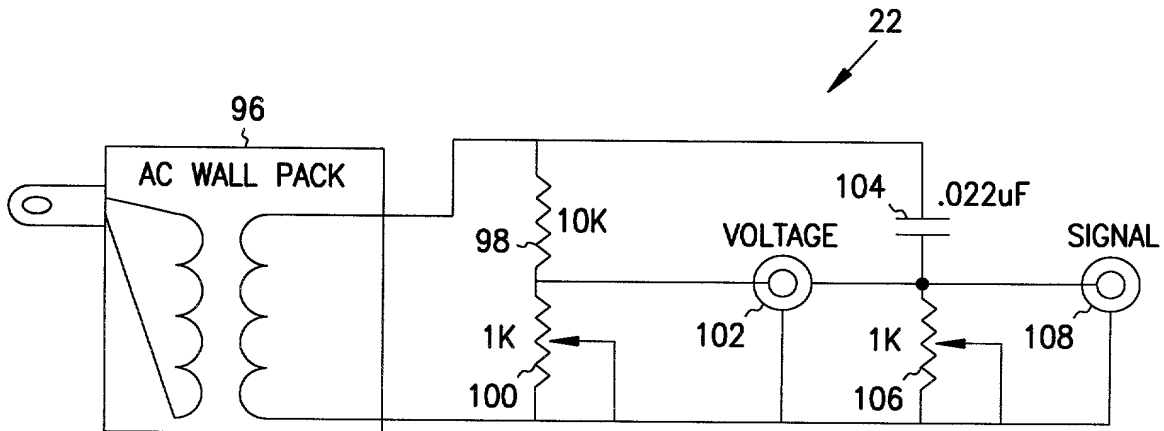 22
96
AC WALL PACK
104
.022uF
10K
98
VOLTAGE
SIGNAL
102
1K
100
1K
106
108